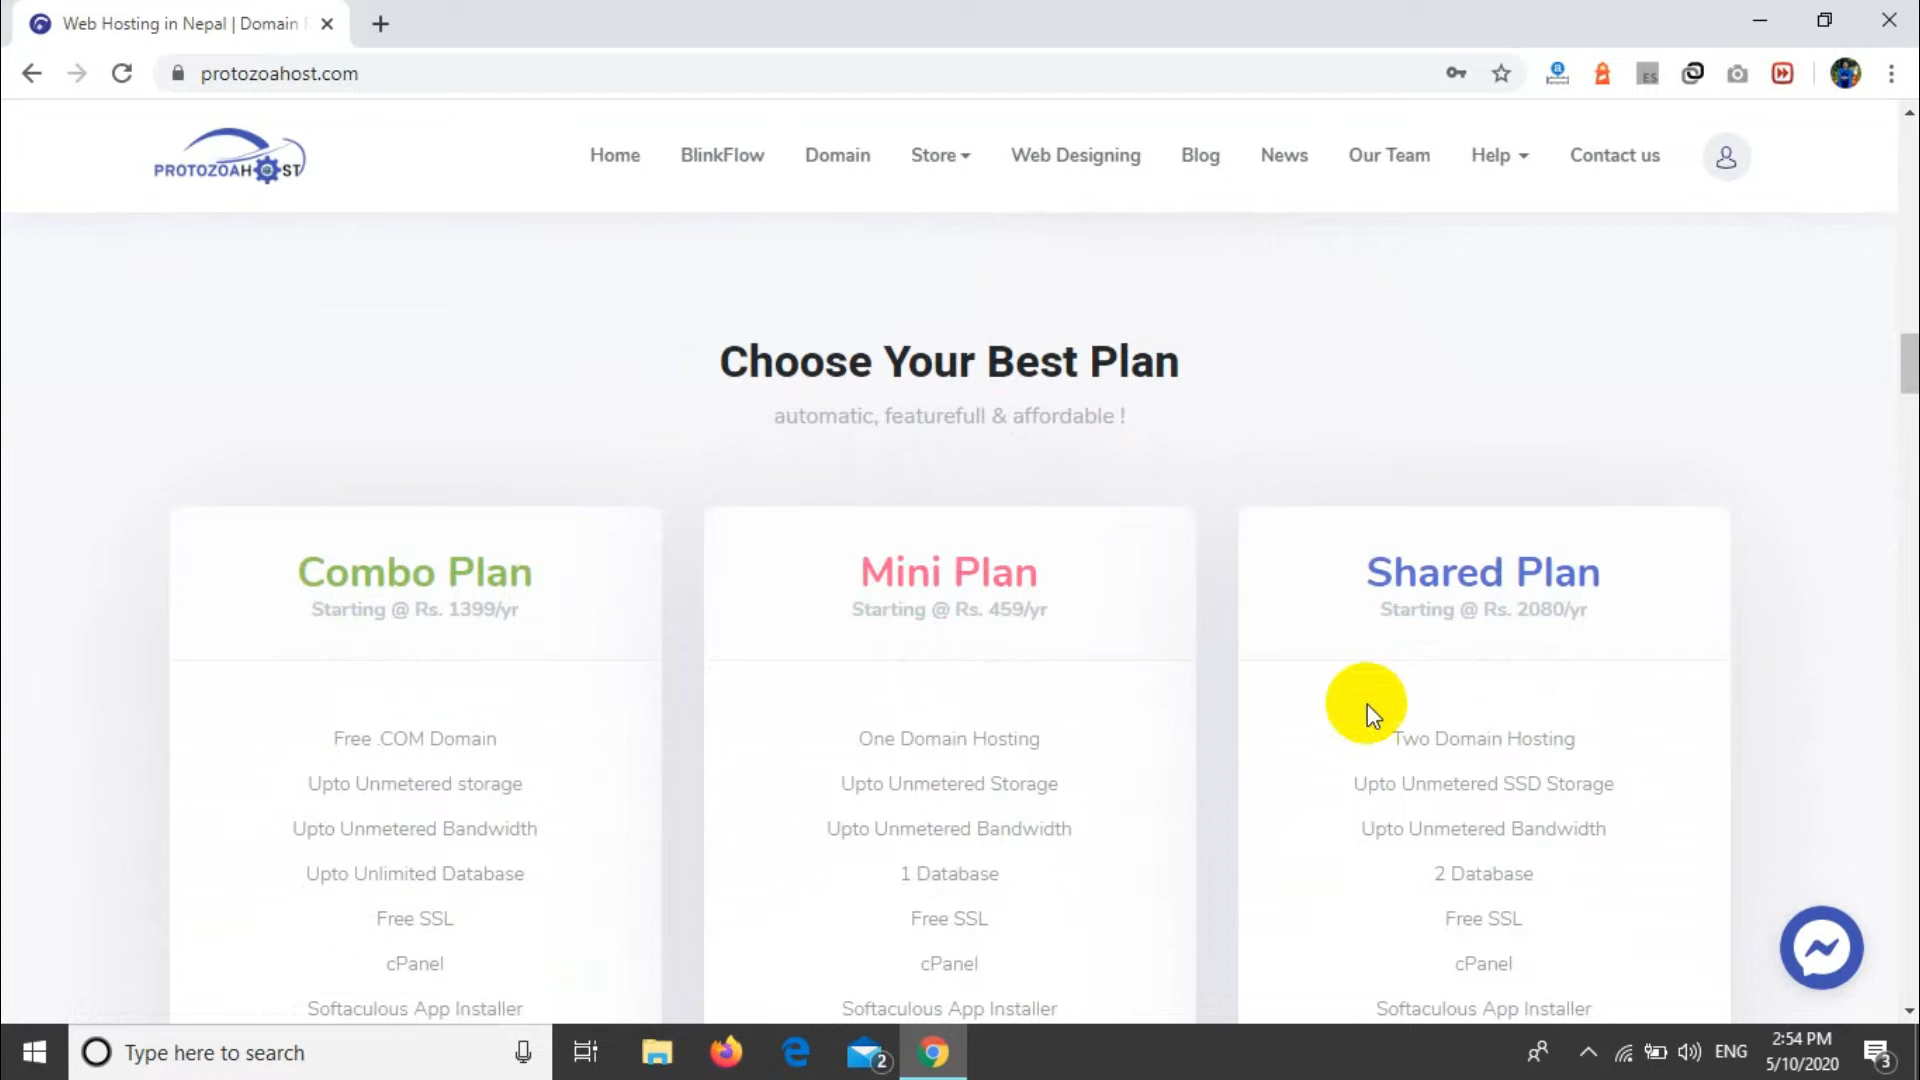 Web Hosting in Nepal | Domain
protozoahost.com
ES
PROTOZOAHOST
Home
BlinkFlow
Domain
Store
Web Designing
Blog
News
Our Team
Help
Contact us
Choose Your Best Plan
automatic, featurefull & affordable !
Combo Plan
Starting @ Rs. 1399/yr
Free .COM Domain
Upto Unmetered storage
Upto Unmetered Bandwidth
Upto Unlimited Database
Free SSL
cPanel
Softaculous App Installer
Mini Plan
Starting @ Rs. 459/yr
One Domain Hosting
Upto Unmetered Storage
Upto Unmetered Bandwidth
1 Database
Free SSL
cPanel
Softaculous App Installer
Shared Plan
Starting @ Rs. 2080/yr
Two Domain Hosting
Upto Unmetered SSD Storage
Upto Unmetered Bandwidth
2 Database
Free SSL
cPanel
Softaculous App Installer
Type here to search
2
ENG
2:54 PM
5/10/2020
3